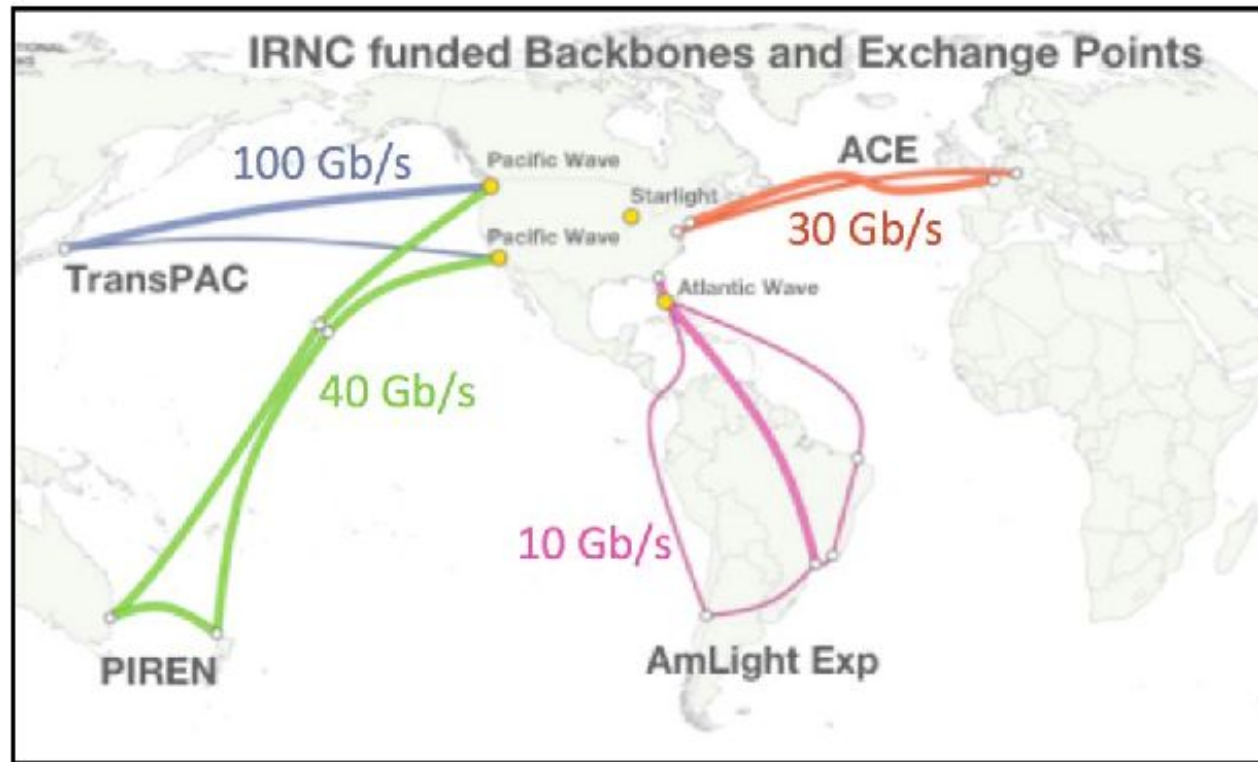 IRNC funded Backbones and Exchange Points
ACE
100 Gb/s
Pacific Wave
Starlight
30 Gb/s
Pacific Wave
TransPAC
Atlantic Wave
40 Gb/s
10 Gb/s
PIREN
AmLight Exp